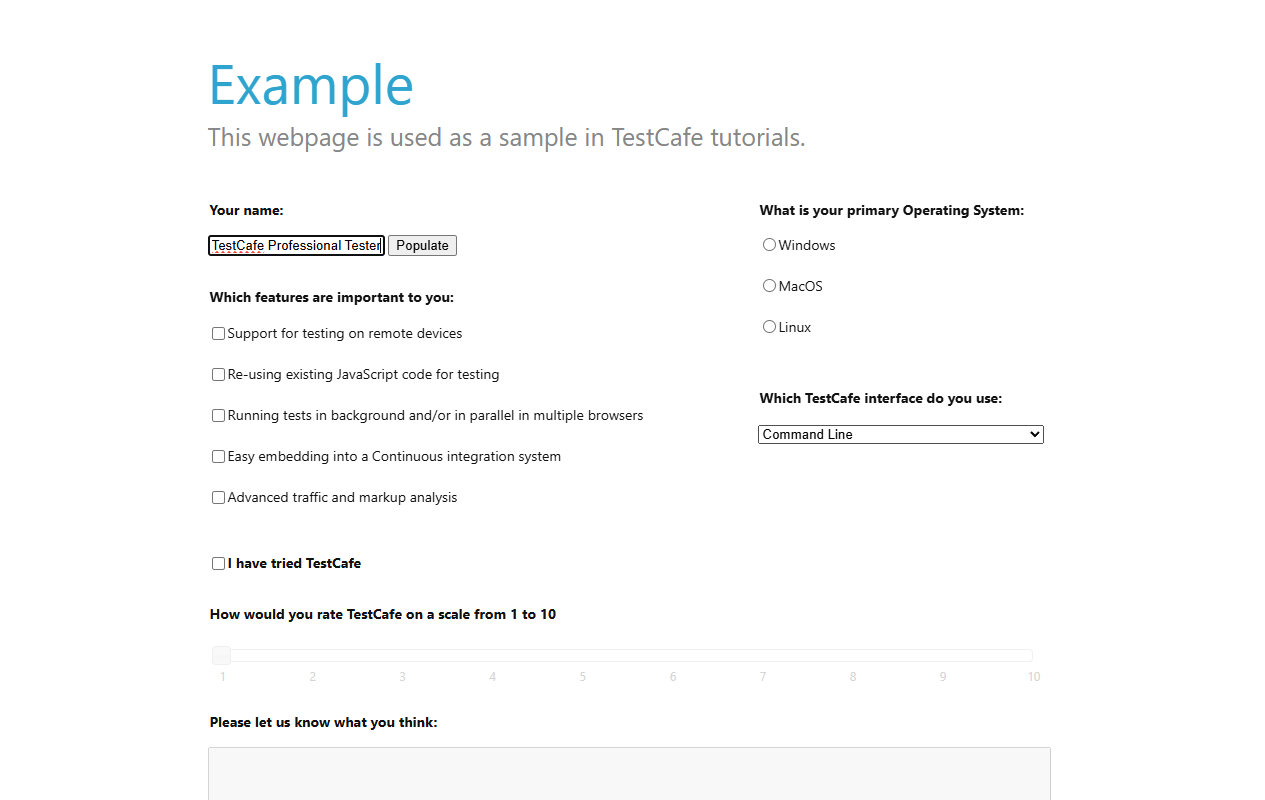 Example
This webpage is used as a sample in TestCafe tutorials.
Your name:
TestCafe Professional Tester Populate
Which features are important to you:
Support for testing on remote devices
Re-using existing JavaScript code for testing
Running tests in background and/or in parallel in multiple browsers
Easy embedding into a Continuous integration system
Advanced traffic and markup analysis
I have tried TestCafe
What is your primary Operating System:
Windows
MacOS
Linux
Which TestCafe interface do you use:
Command Line
How would you rate TestCafe on a scale from 1 to 10
1 2 3 4 5 6 7 8 9 10
Please let us know what you think: